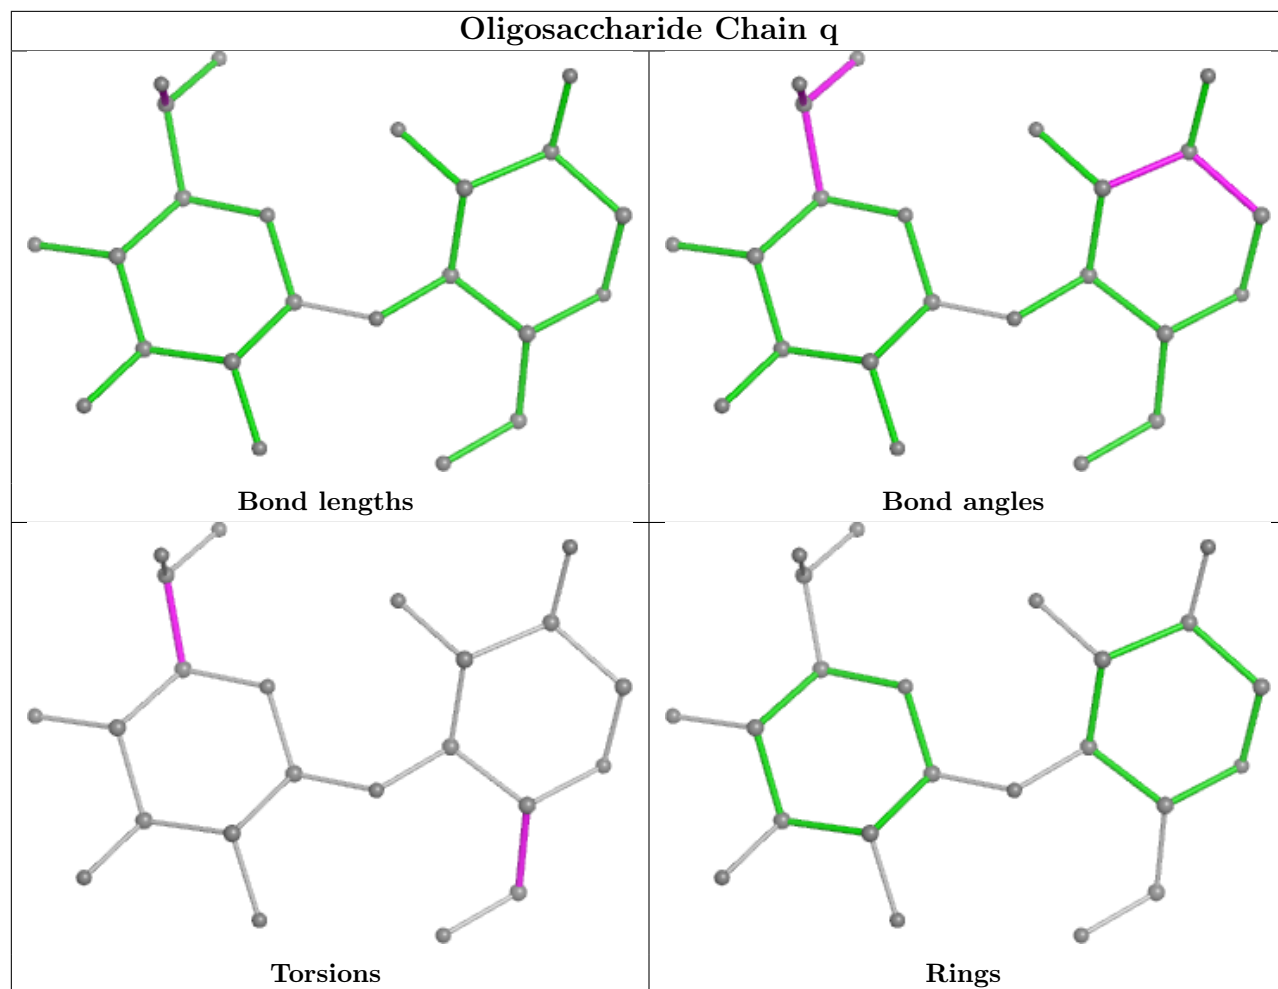 Oligosaccharide Chain q
Bond lengths
Bond angles
Torsions
Rings